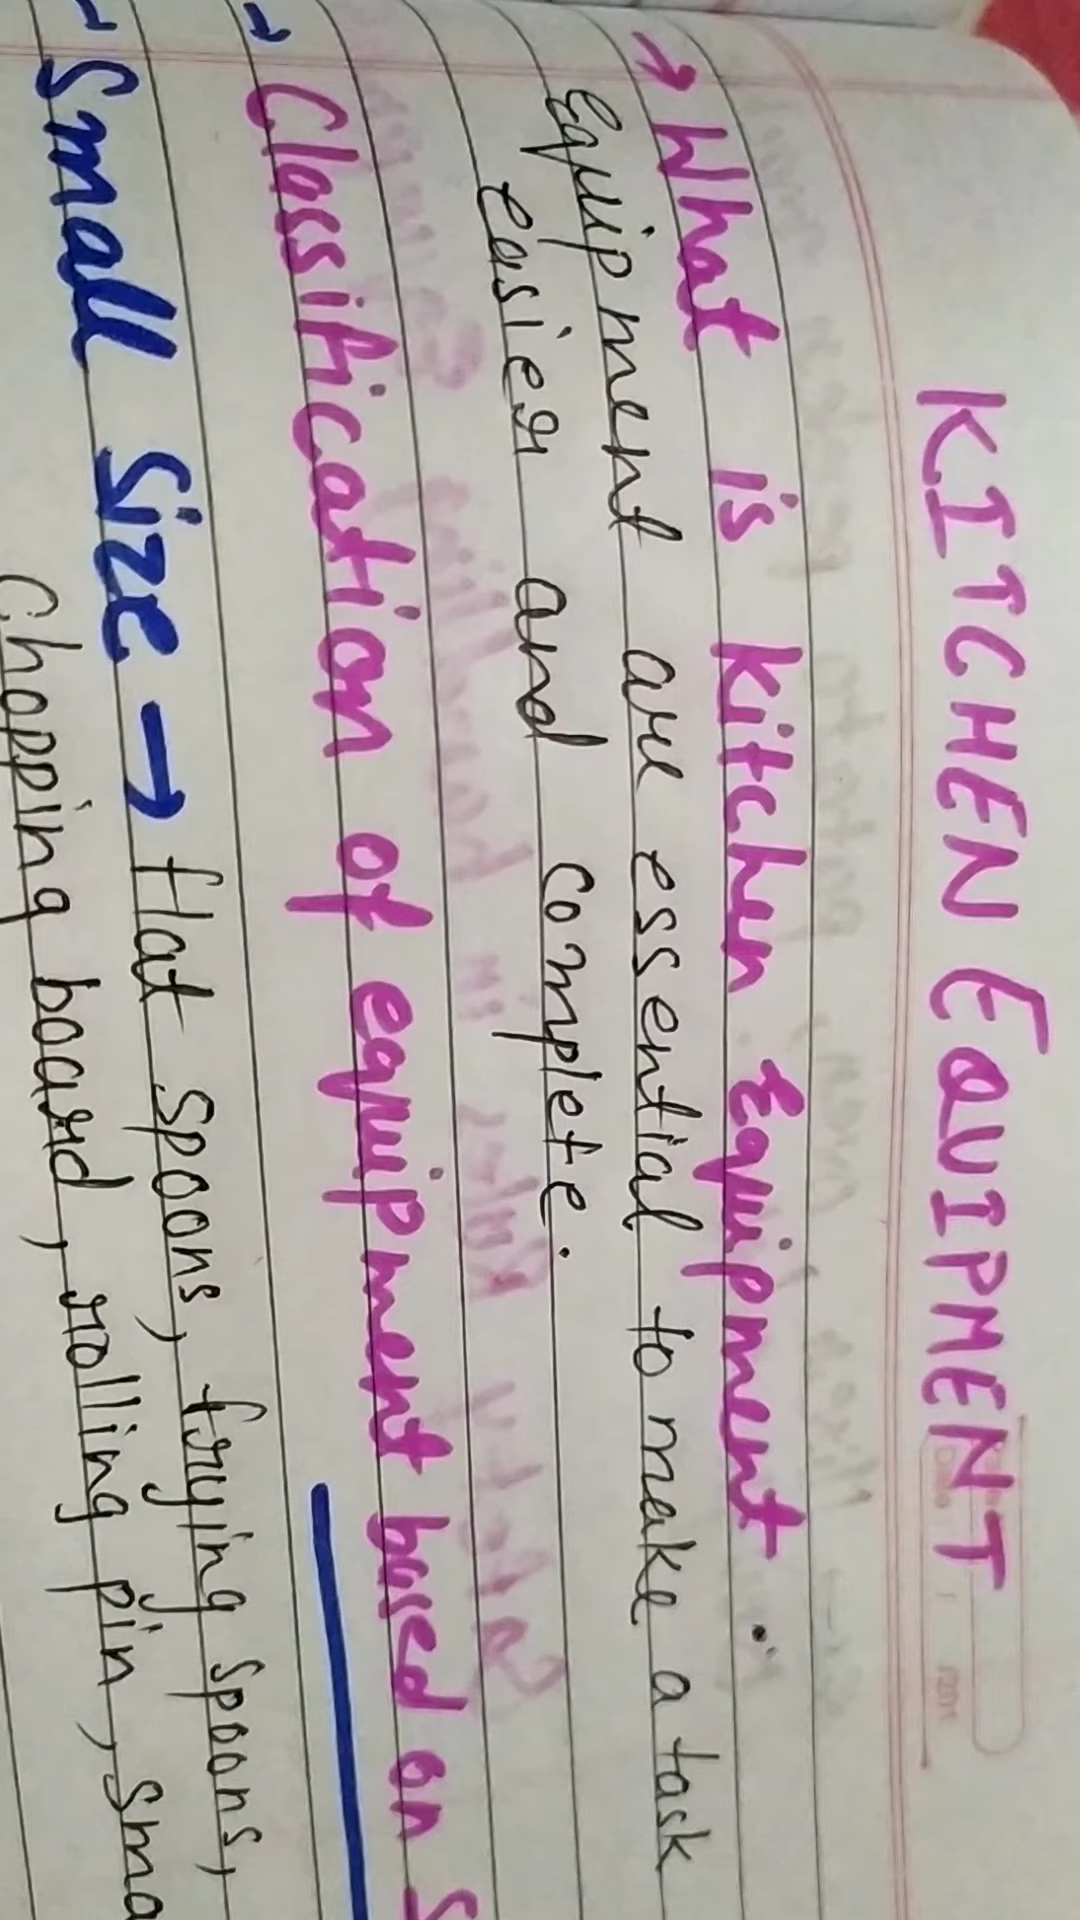 KITCHEN EQUIPMENT
→ What is kitchen Equipment.
Equipment are essential to make a task
easier and complete.
→ Classification of equipment based on S
→ Small Size → flat spoons, frying spoons,
Chopping board, rolling pin, sma